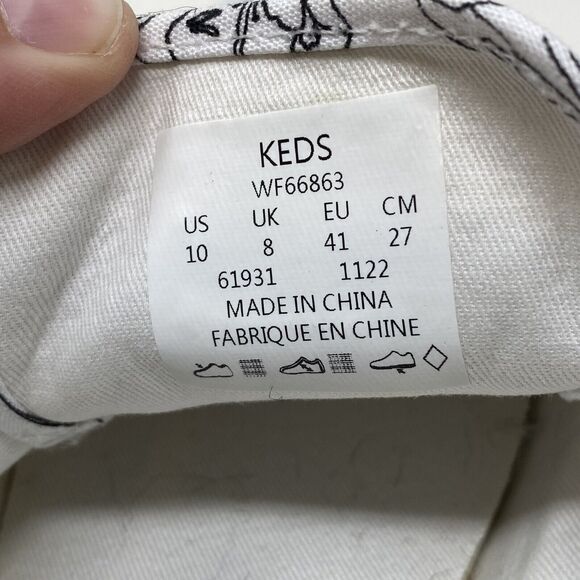 KEDS
WF66863
US UK EU CM
10 8 41 27
61931 1122
MADE IN CHINA
FABRIQUE EN CHINE